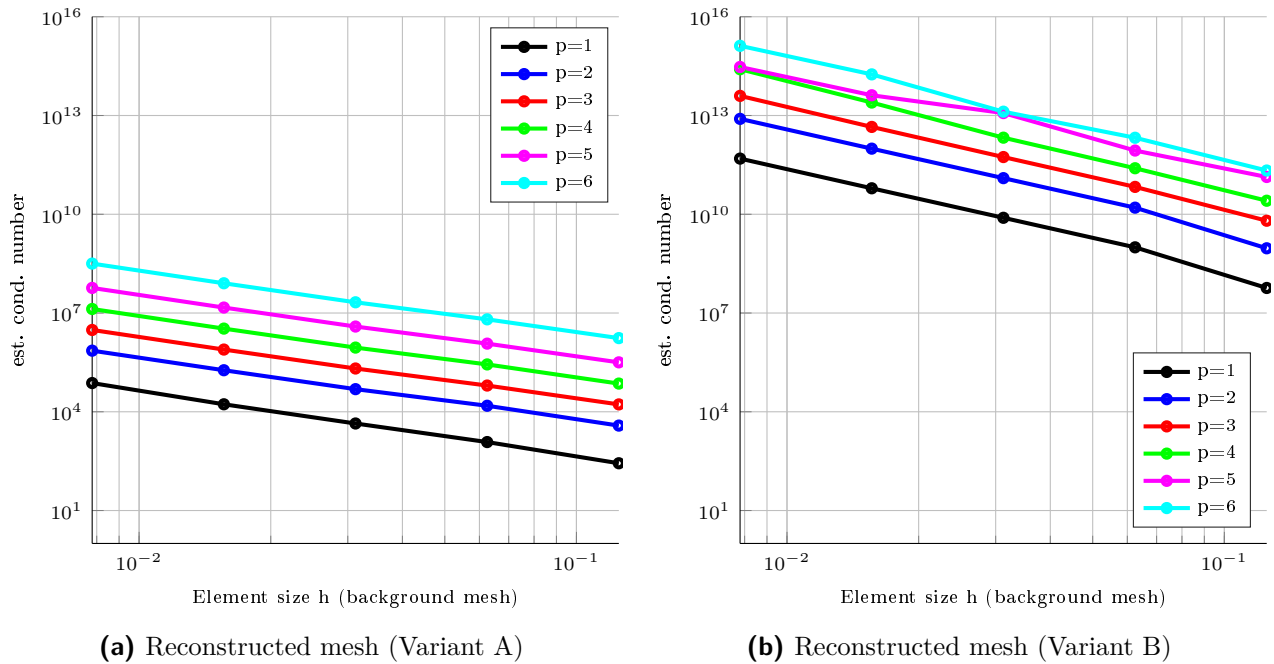 10^16
10^13
10^10
10^7
10^4
10^1
est. cond. number
p=1
p=2
p=3
p=4
p=5
p=6
10^−2
10^−1
Element size h (background mesh)
(a) Reconstructed mesh (Variant A)
10^16
10^13
10^10
10^7
10^4
10^1
est. cond. number
p=1
p=2
p=3
p=4
p=5
p=6
10^−2
10^−1
Element size h (background mesh)
(b) Reconstructed mesh (Variant B)